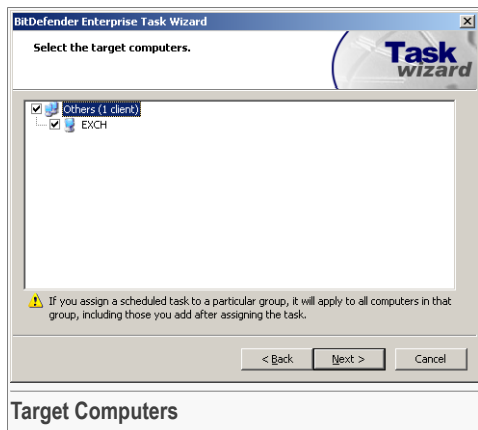 BitDefender Enterprise Task Wizard
Select the target computers.
Task
wizard
Others (1 client)
EXCH
If you assign a scheduled task to a particular group, it will apply to all computers in that
group, including those you add after assigning the task.
< Back
Next >
Cancel
Target Computers